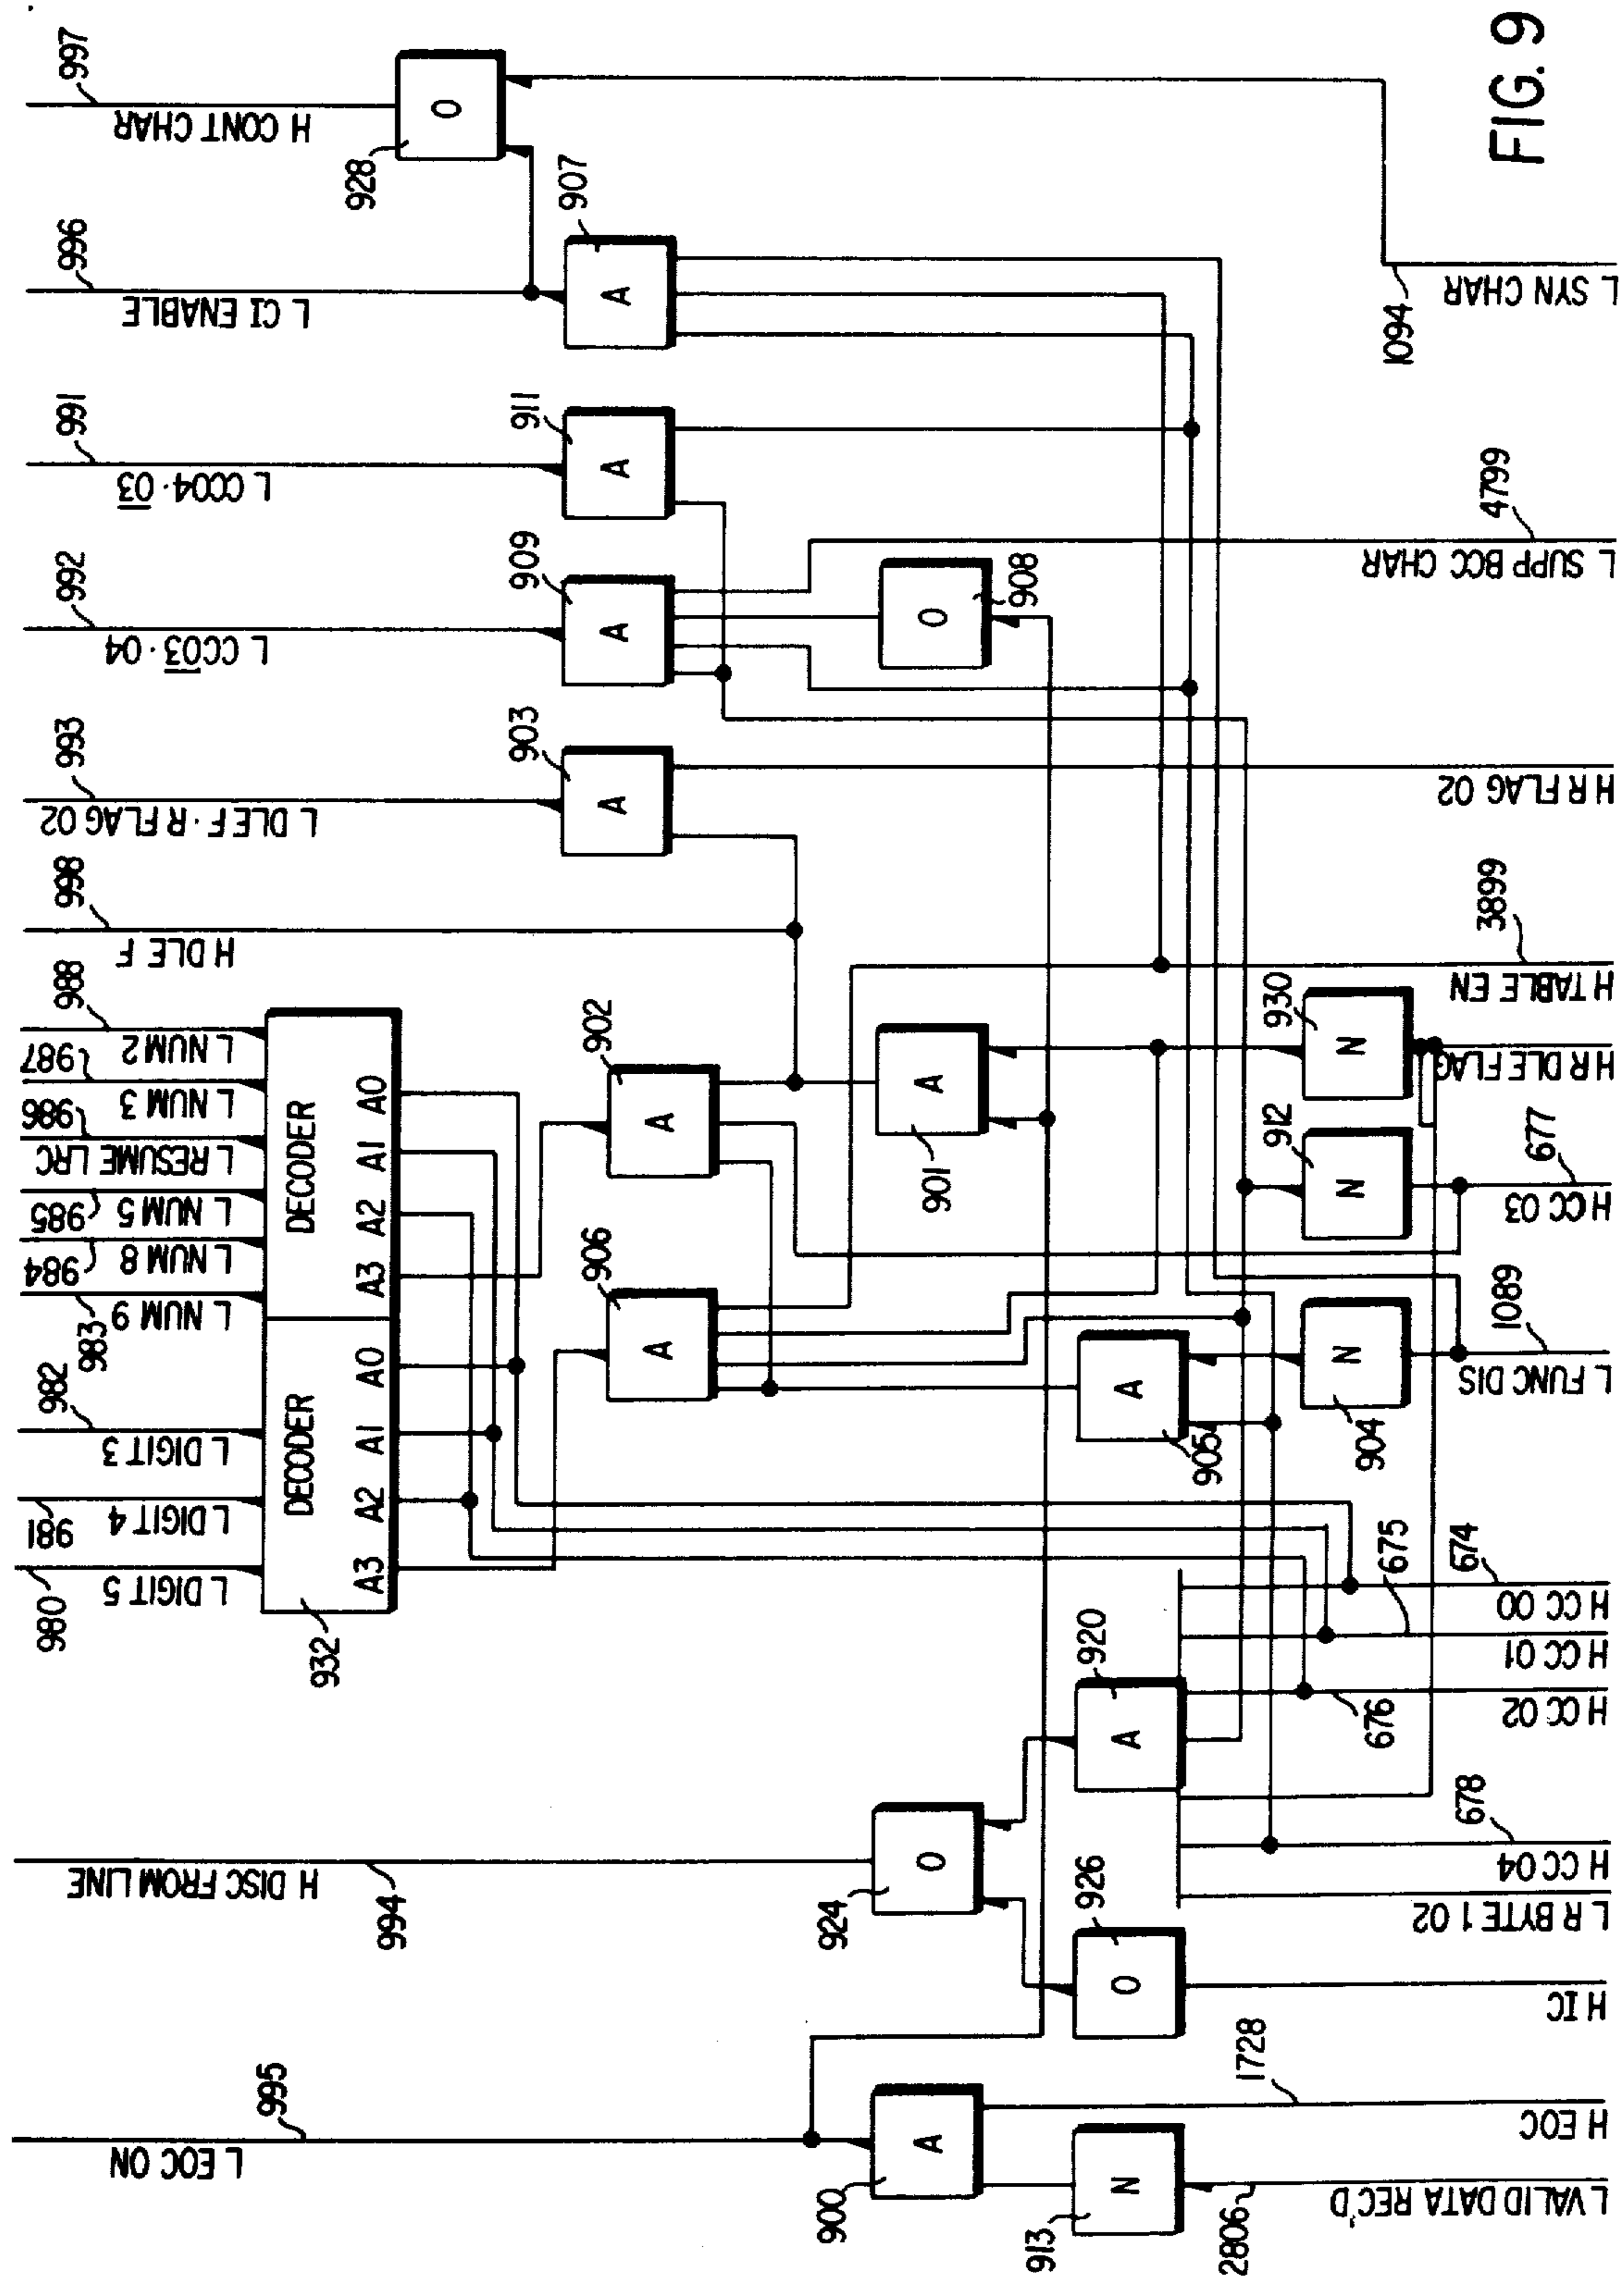 FIG. 9
L EOC ON
995
H DISC FROM LINE
994
L DIGIT 5
980
L DIGIT 4
981
L DIGIT 3
982
L NUM 9
983
L NUM 8
984
L NUM 5
985
L RESUME LRC
986
L NUM 3
987
L NUM 2
988
H DLE F
998
L DLE F · R FLAG 02
993
L CC03 · 04
992
L CC04 · 03
991
L CI ENABLE
996
H CONT CHAR
997
DECODER
A3 A2 A1 A0
DECODER
A3 A2 A1 A0
932
O
928
A
907
A
911
A
909
A
903
A
902
A
906
O
908
A
901
A
905
O
924
A
900
N
913
O
926
A
920
N
904
N
912
N
930
L VALID DATA REC'D
2806
H EOC
1728
H IC
L R BYTE 1 02
H CC 04
678
H CC 02
676
H CC 01
675
H CC 00
674
L FUNC DIS
1089
H CC 03
677
H R DLE FLAG
H TABLE EN
3899
H R FLAG 02
L SUPP BCC CHAR
4799
L SYN CHAR
1094